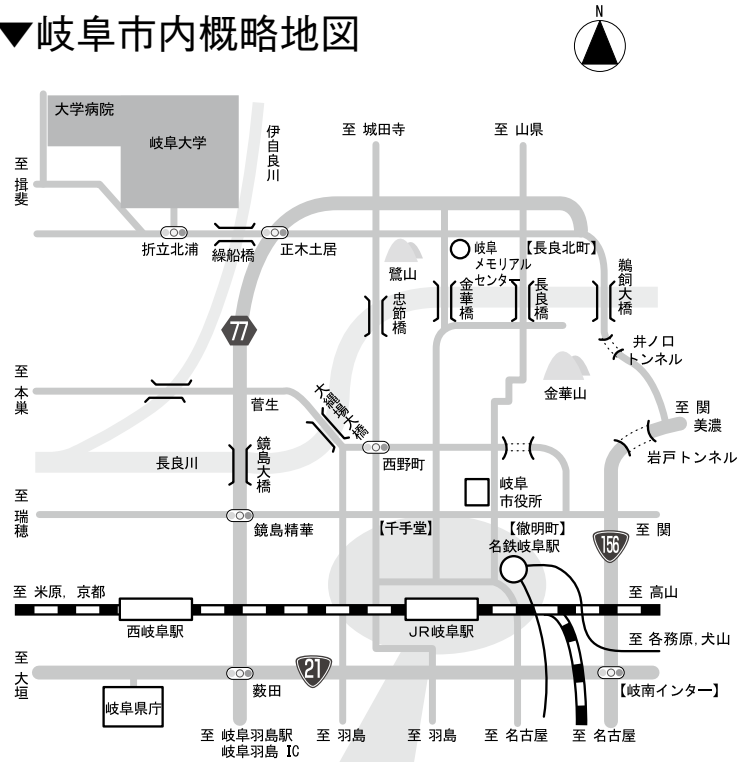 ▼岐阜市内概略地図
N
大学病院
岐阜大学
伊自良川
至 城田寺
至 山県
至 揖斐
折立北浦
繰船橋
正木土居
鷺山
岐阜
メモリアル
センター
【長良北町】
鵜飼大橋
忠節橋
金華橋
長良橋
77
井ノ口
トンネル
至 本巣
菅生
大縄場大橋
金華山
至 関
美濃
長良川
鏡島大橋
西野町
岩戸トンネル
岐阜
市役所
至 瑞穂
鏡島精華
【千手堂】
【徹明町】
名鉄岐阜駅
156
至 関
至 米原, 京都
至 高山
西岐阜駅
JR岐阜駅
至 各務原, 犬山
至 大垣
21
薮田
【岐南インター】
岐阜県庁
至 岐阜羽島駅
岐阜羽島 IC
至 羽島
至 羽島
至 名古屋
至 名古屋